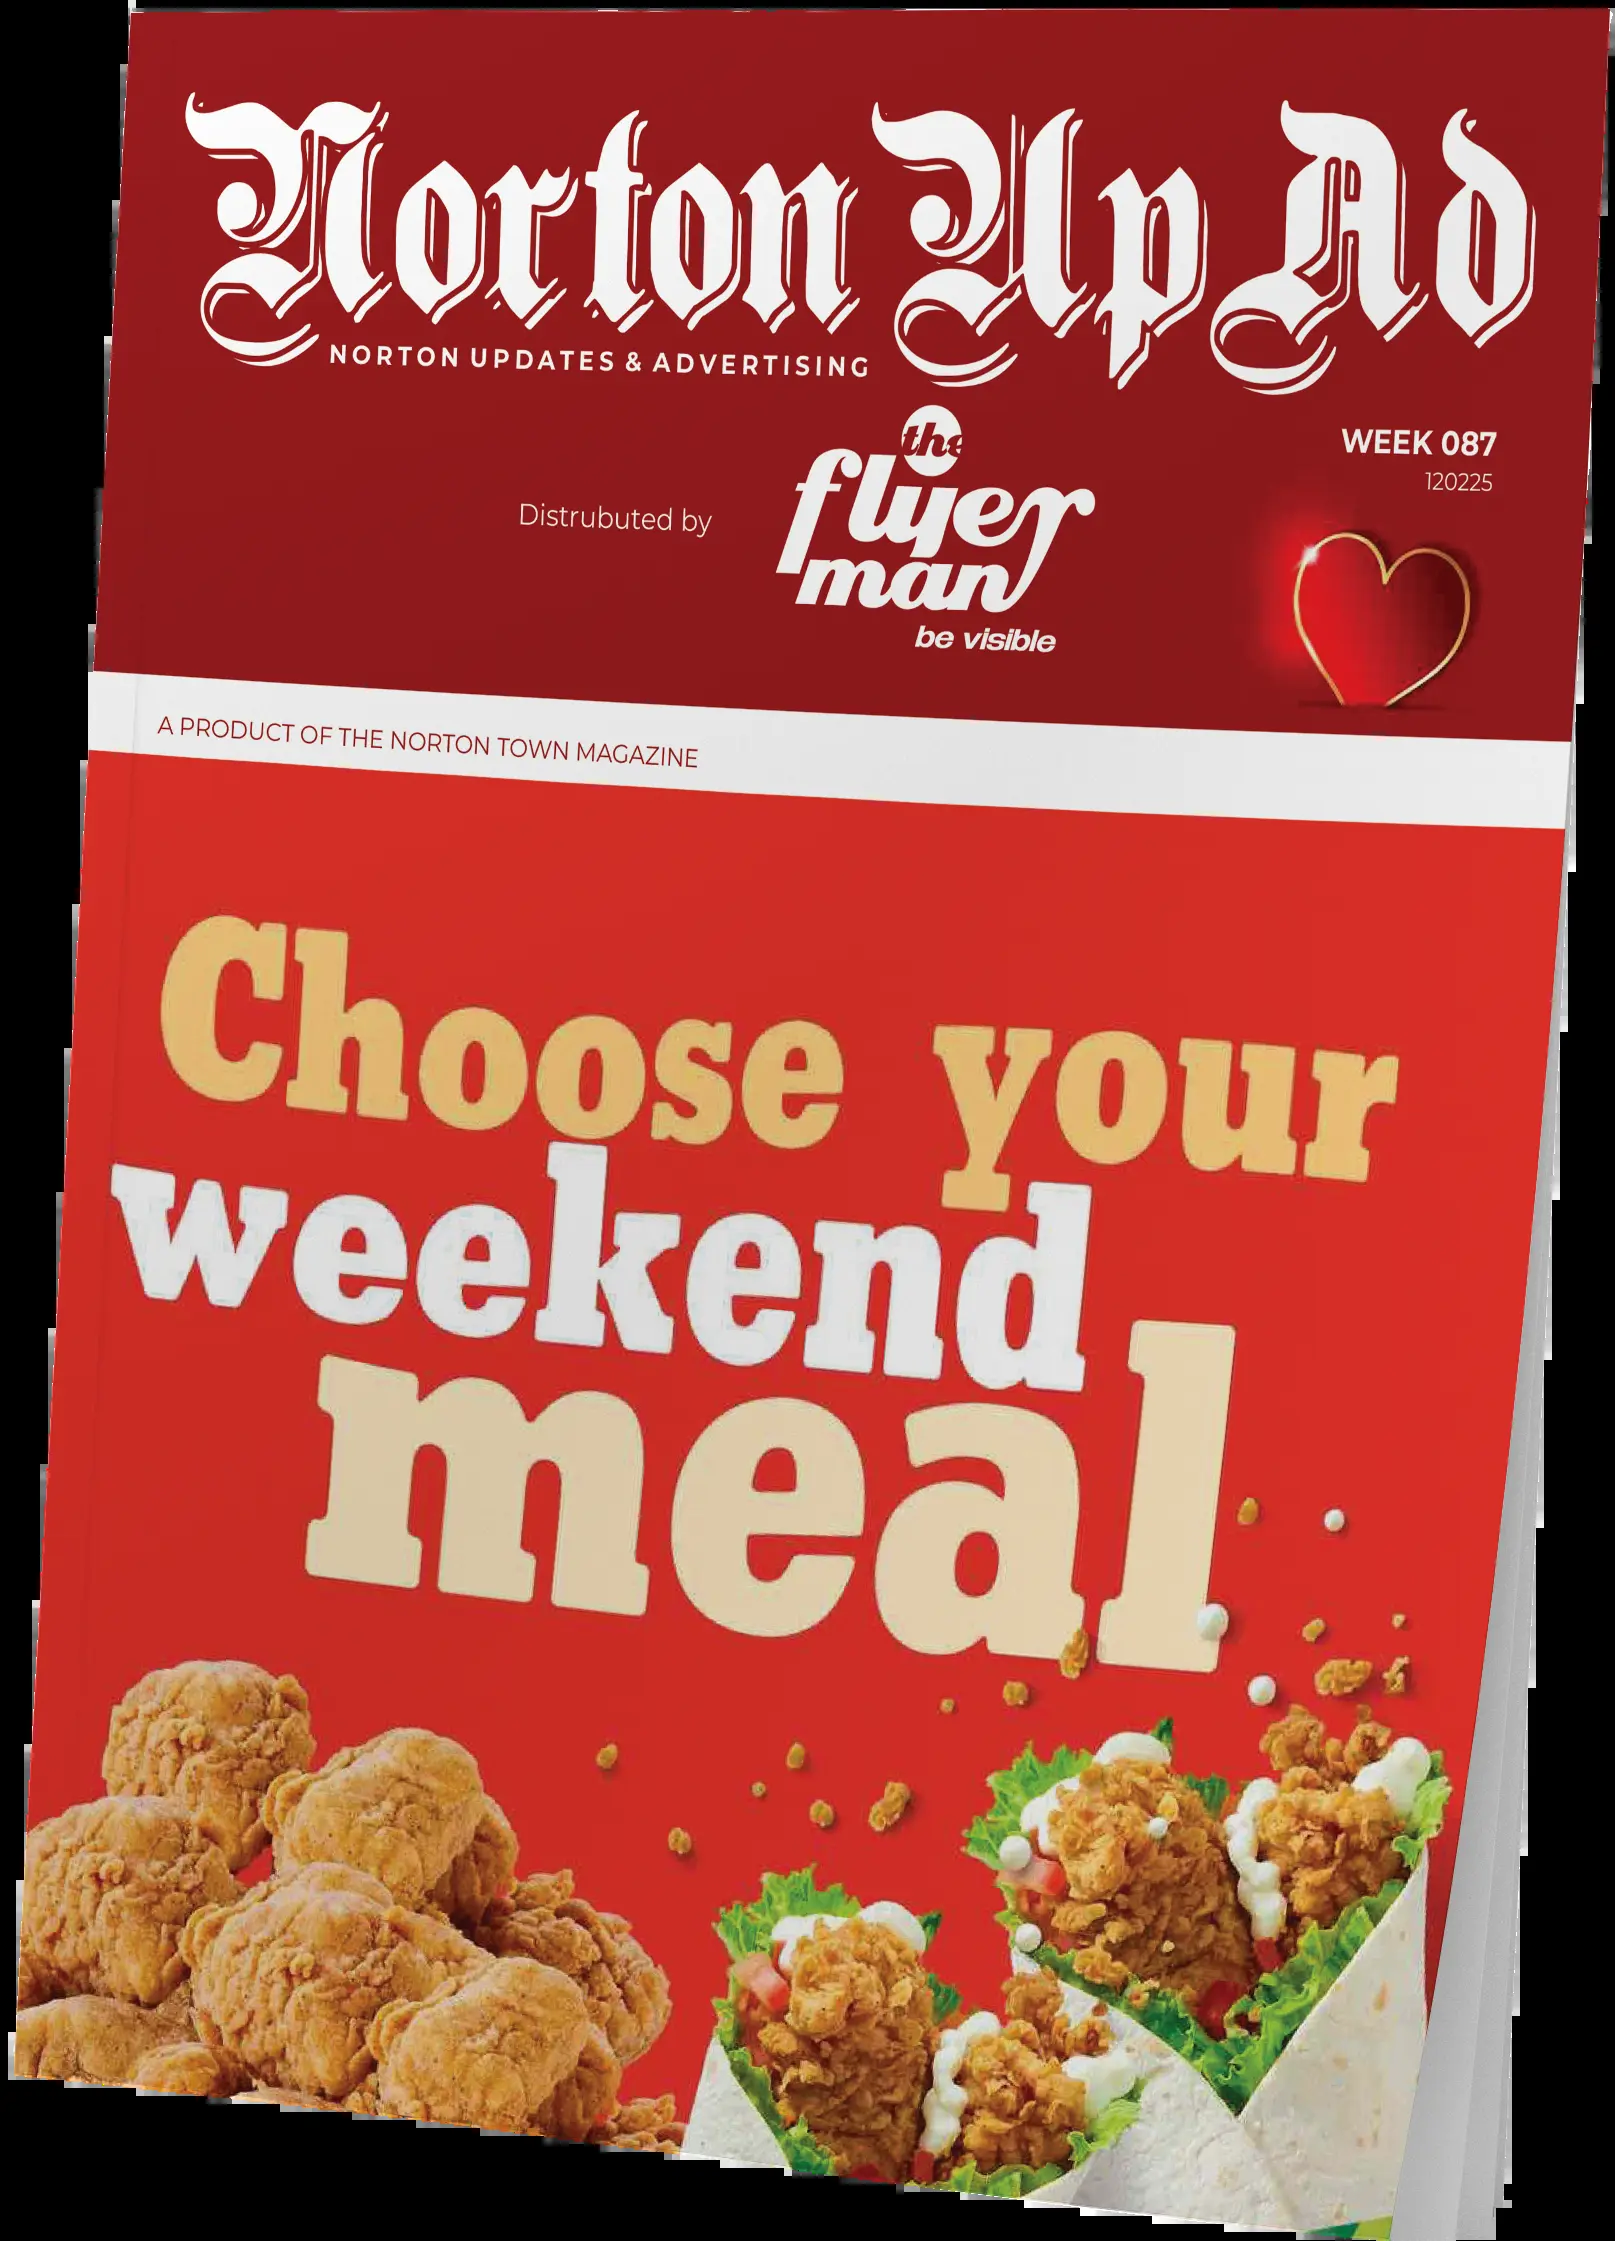 Norton Up Ad
NORTON UPDATES & ADVERTISING
WEEK 087
120225
Distrubuted by
the
flyer
man
be visible
A PRODUCT OF THE NORTON TOWN MAGAZINE
Choose your
weekend
meal